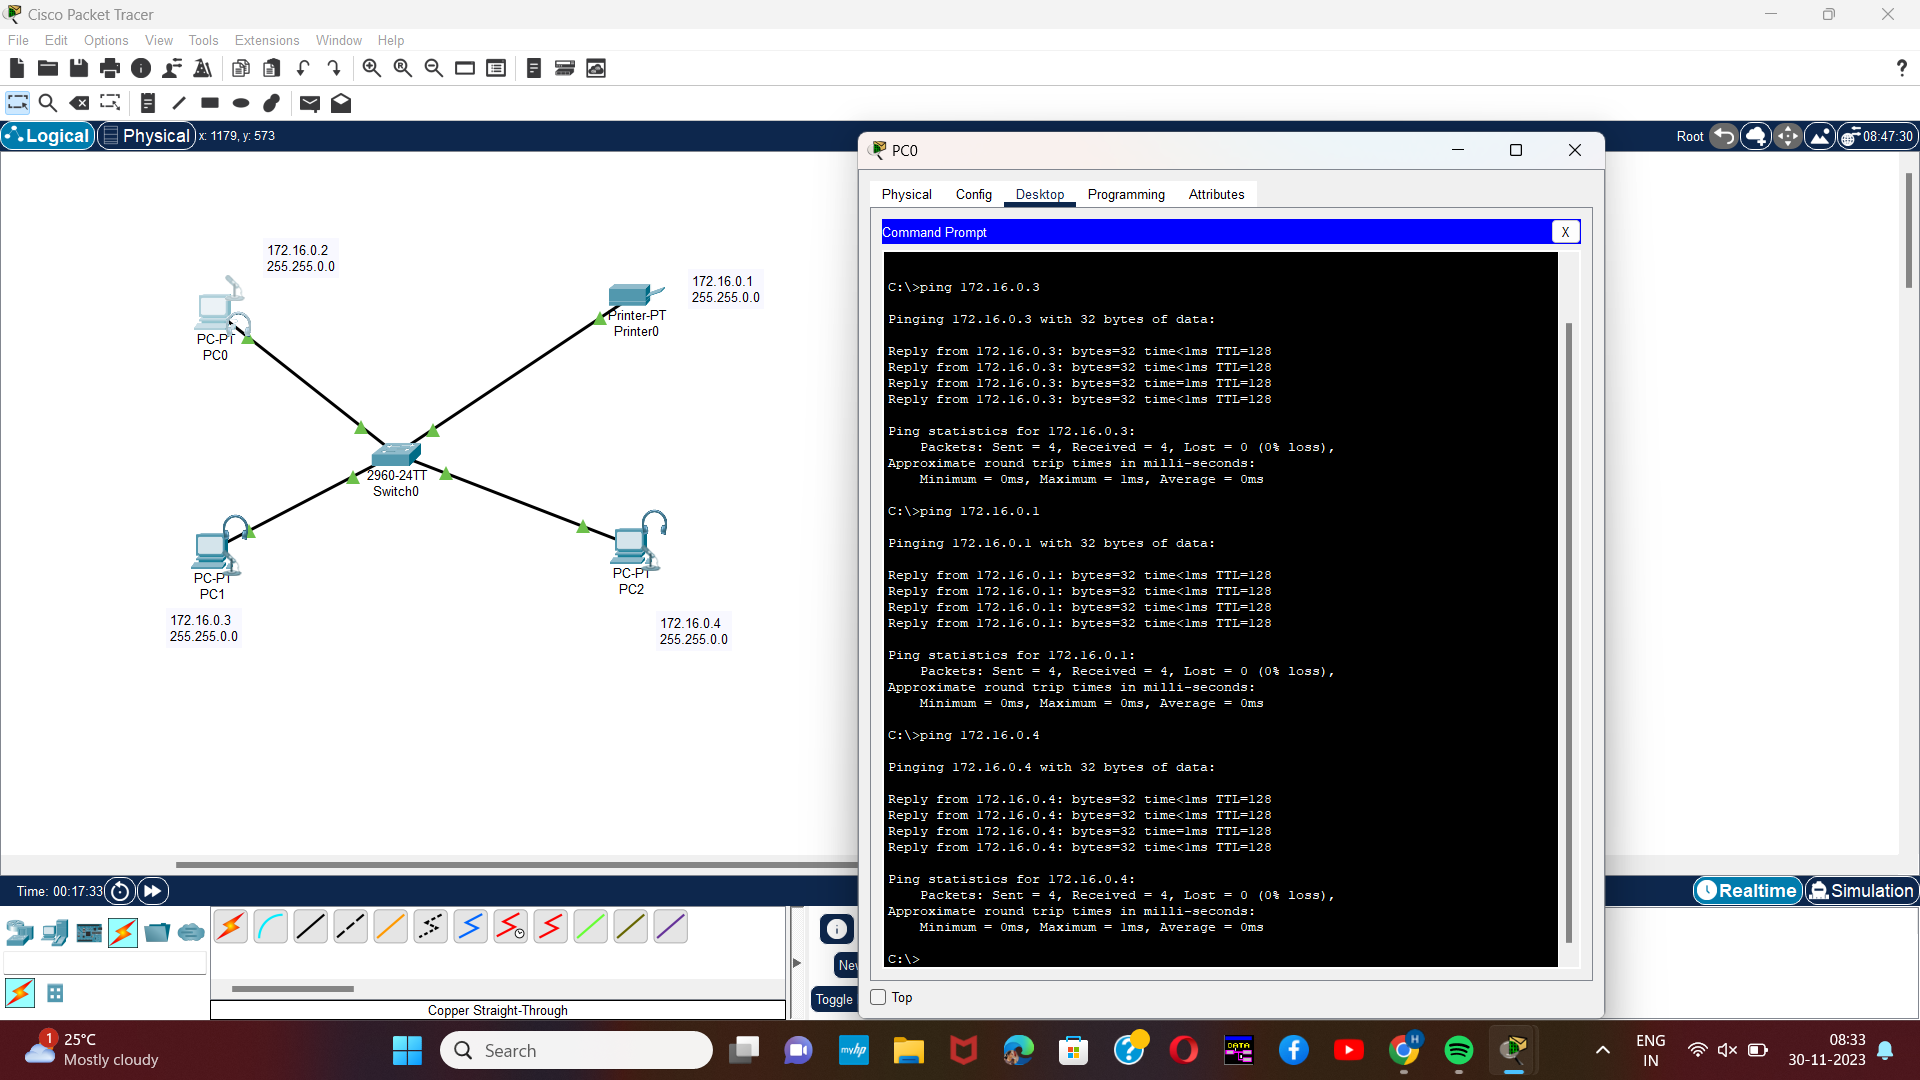 Cisco Packet Tracer
File Edit Options View Tools Extensions Window Help
?
Logical Physical x: 1179, y: 573
Root 08:47:30
172.16.0.2
255.255.0.0
PC-PT
PC0
172.16.0.1
255.255.0.0
Printer-PT
Printer0
2960-24TT
Switch0
PC-PT
PC1
172.16.0.3
255.255.0.0
PC-PT
PC2
172.16.0.4
255.255.0.0
PC0
Physical Config Desktop Programming Attributes
Command Prompt X
C:\>ping 172.16.0.3
Pinging 172.16.0.3 with 32 bytes of data:
Reply from 172.16.0.3: bytes=32 time<1ms TTL=128
Reply from 172.16.0.3: bytes=32 time<1ms TTL=128
Reply from 172.16.0.3: bytes=32 time=1ms TTL=128
Reply from 172.16.0.3: bytes=32 time<1ms TTL=128
Ping statistics for 172.16.0.3:
Packets: Sent = 4, Received = 4, Lost = 0 (0% loss),
Approximate round trip times in milli-seconds:
Minimum = 0ms, Maximum = 1ms, Average = 0ms
C:\>ping 172.16.0.1
Pinging 172.16.0.1 with 32 bytes of data:
Reply from 172.16.0.1: bytes=32 time<1ms TTL=128
Reply from 172.16.0.1: bytes=32 time<1ms TTL=128
Reply from 172.16.0.1: bytes=32 time<1ms TTL=128
Reply from 172.16.0.1: bytes=32 time<1ms TTL=128
Ping statistics for 172.16.0.1:
Packets: Sent = 4, Received = 4, Lost = 0 (0% loss),
Approximate round trip times in milli-seconds:
Minimum = 0ms, Maximum = 0ms, Average = 0ms
C:\>ping 172.16.0.4
Pinging 172.16.0.4 with 32 bytes of data:
Reply from 172.16.0.4: bytes=32 time<1ms TTL=128
Reply from 172.16.0.4: bytes=32 time<1ms TTL=128
Reply from 172.16.0.4: bytes=32 time=1ms TTL=128
Reply from 172.16.0.4: bytes=32 time<1ms TTL=128
Ping statistics for 172.16.0.4:
Packets: Sent = 4, Received = 4, Lost = 0 (0% loss),
Approximate round trip times in milli-seconds:
Minimum = 0ms, Maximum = 1ms, Average = 0ms
C:\>
Top
Time: 00:17:33
Realtime Simulation
Ne
Toggle
Copper Straight-Through
1
25°C
Mostly cloudy
Search
myhp
DATA
H
ENG
IN
08:33
30-11-2023